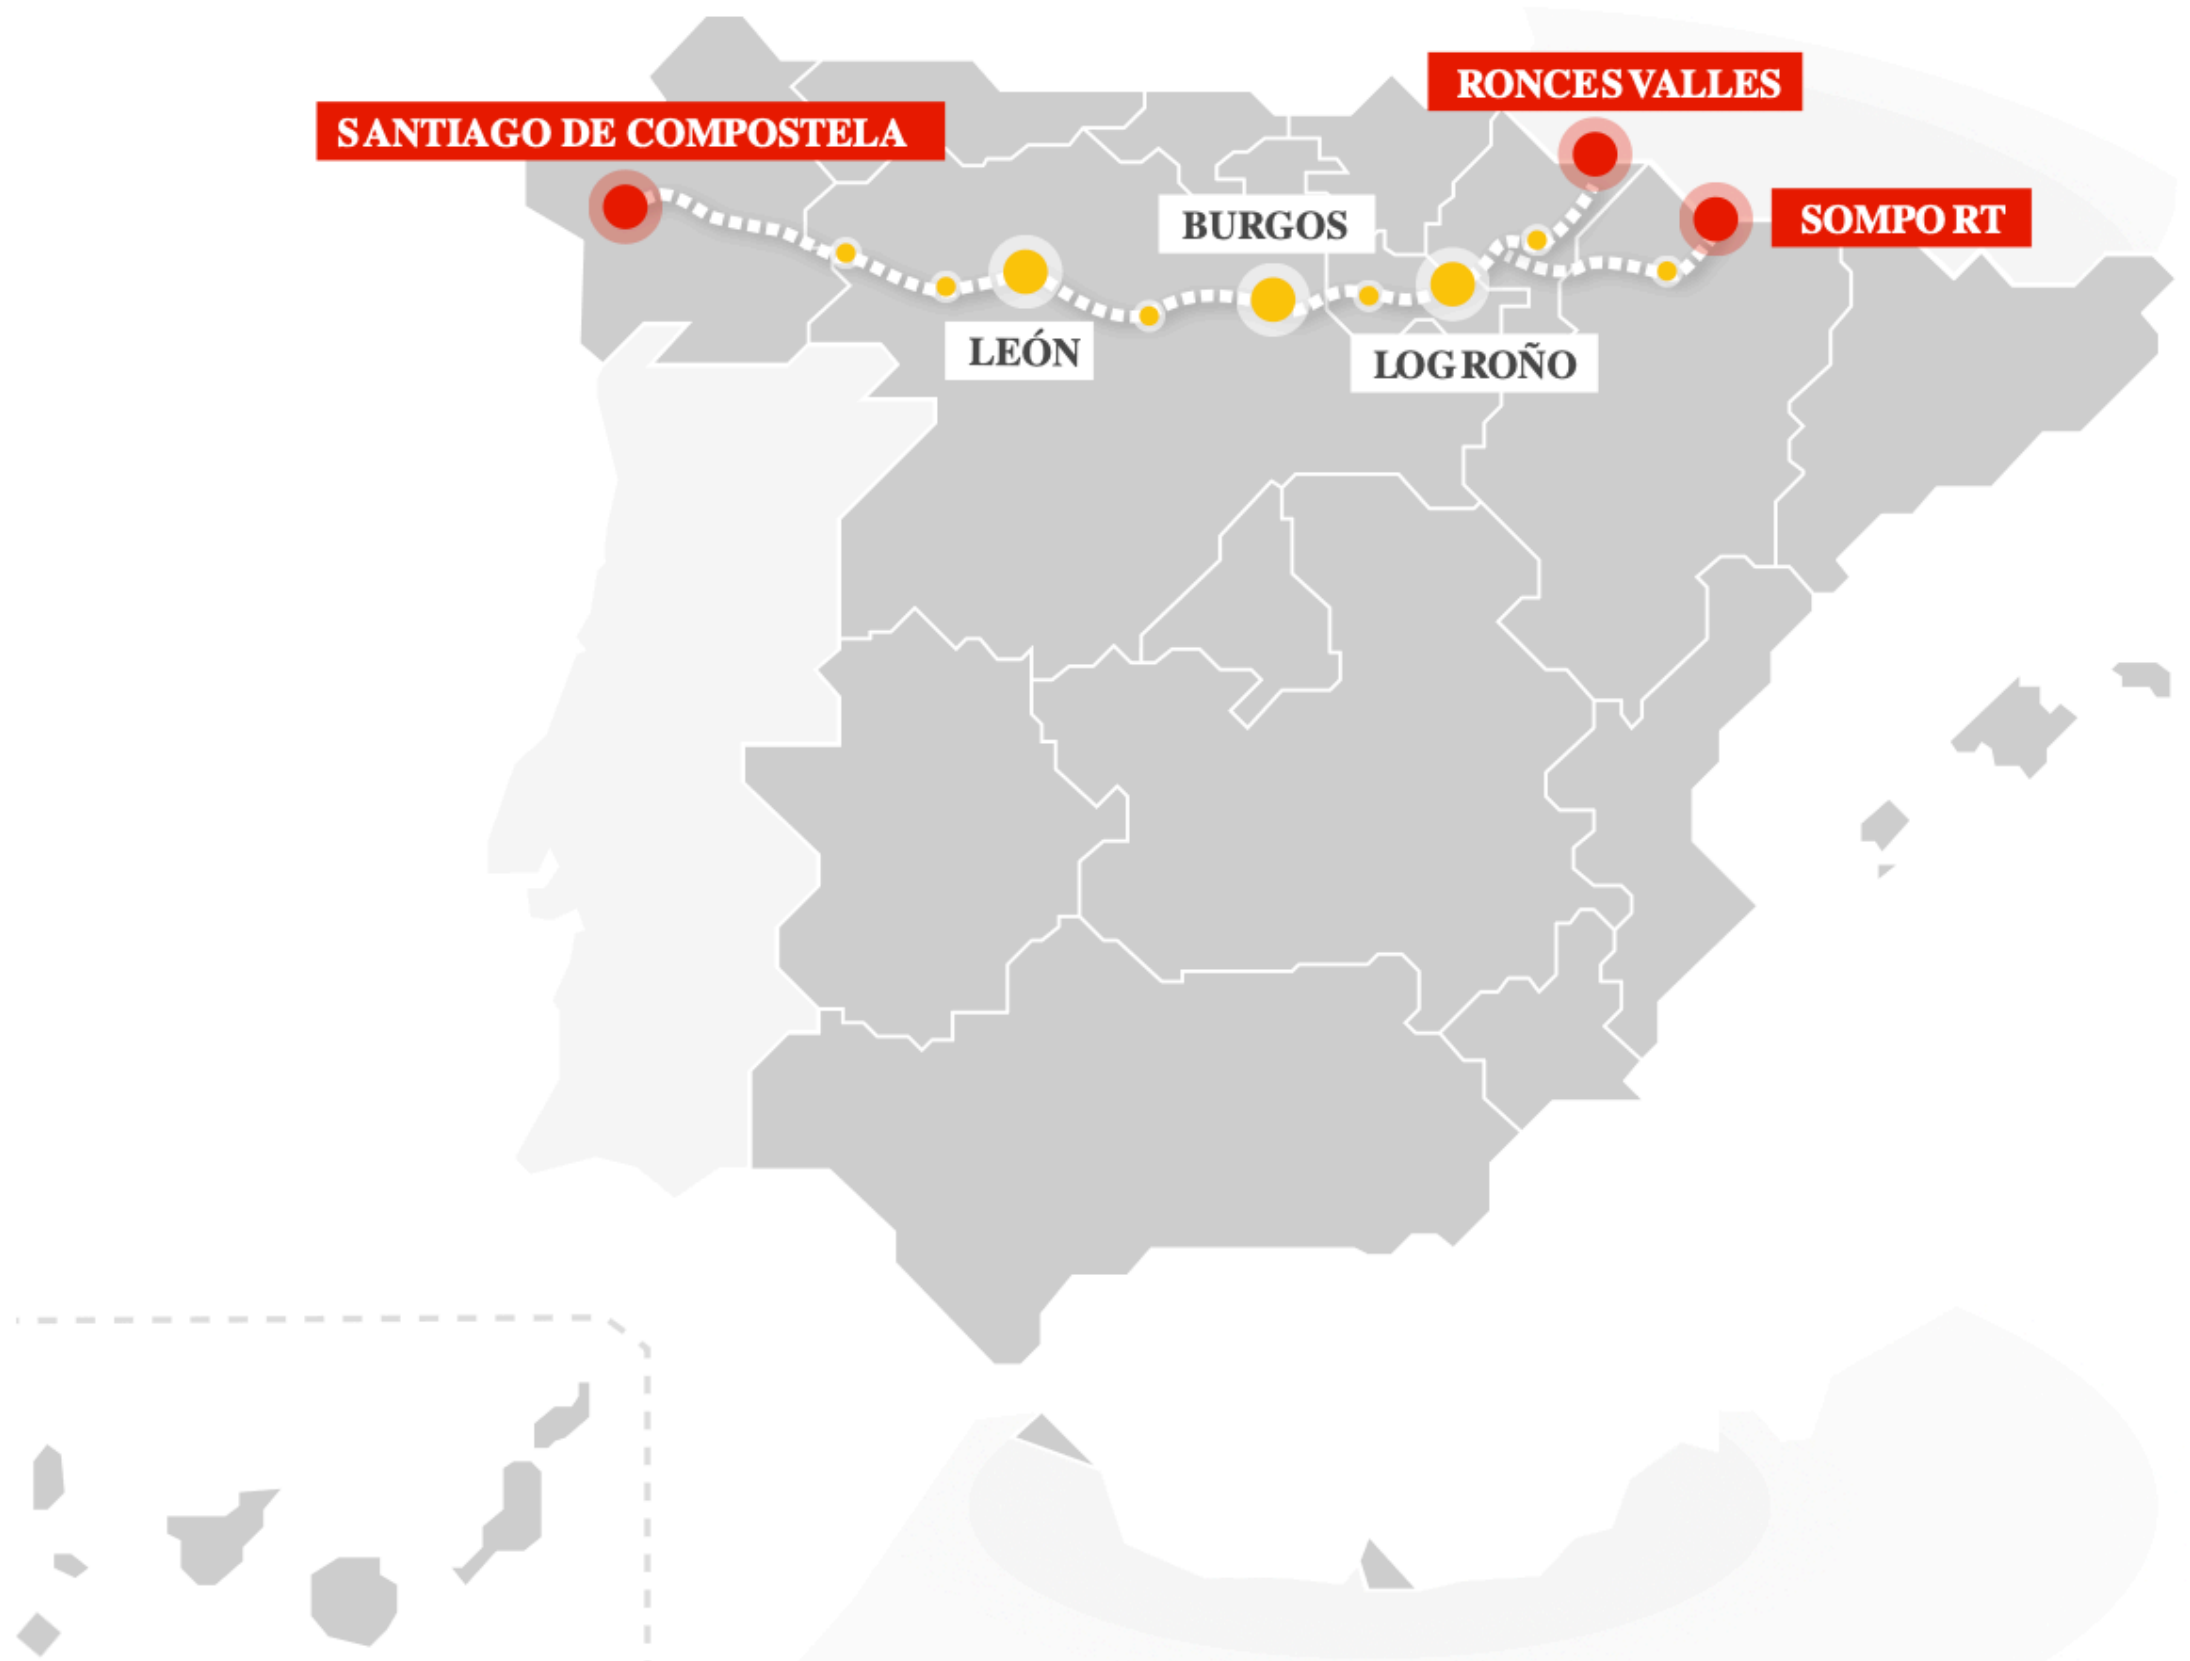 RONCESVALLES
SANTIAGO DE COMPOSTELA
SOMPORT
BURGOS
LEÓN
LOGROÑO